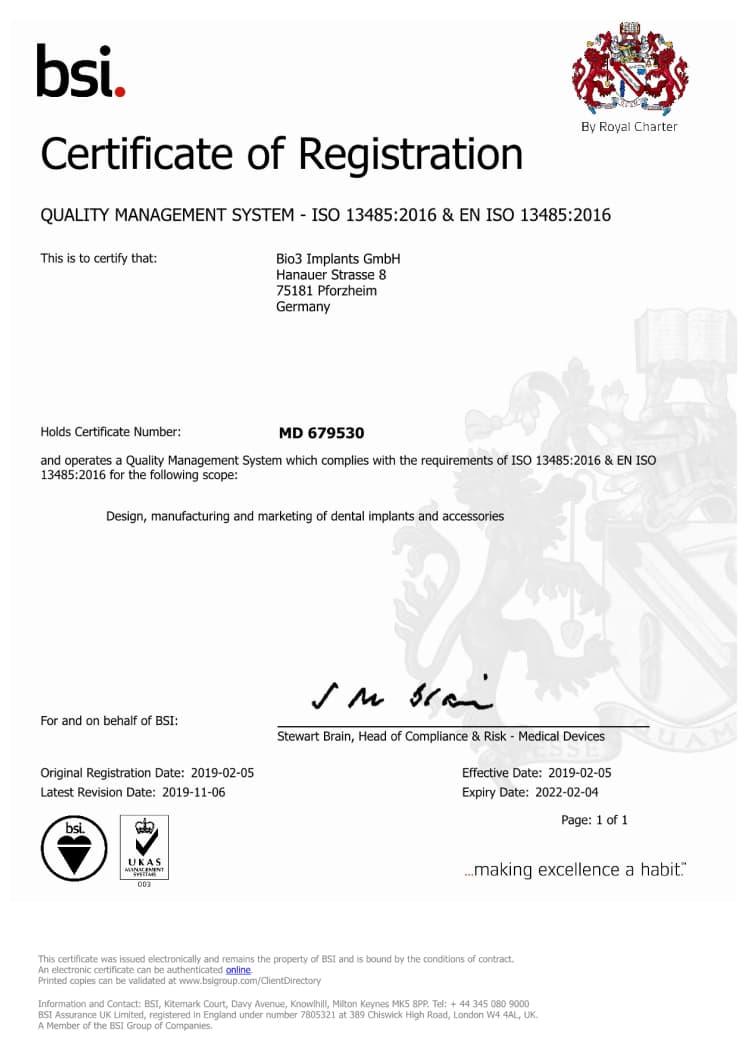 bsi.
By Royal Charter
Certificate of Registration
QUALITY MANAGEMENT SYSTEM - ISO 13485:2016 & EN ISO 13485:2016
This is to certify that:
Bio3 Implants GmbH
Hanauer Strasse 8
75181 Pforzheim
Germany
Holds Certificate Number:
MD 679530
and operates a Quality Management System which complies with the requirements of ISO 13485:2016 & EN ISO
13485:2016 for the following scope:
Design, manufacturing and marketing of dental implants and accessories
For and on behalf of BSI:
Stewart Brain, Head of Compliance & Risk - Medical Devices
Original Registration Date: 2019-02-05
Effective Date: 2019-02-05
Latest Revision Date: 2019-11-06
Expiry Date: 2022-02-04
Page: 1 of 1
bsi.
UKAS
MANAGEMENT
SYSTEMS
003
...making excellence a habit.™
This certificate was issued electronically and remains the property of BSI and is bound by the conditions of contract.
An electronic certificate can be authenticated online.
Printed copies can be validated at www.bsigroup.com/ClientDirectory
Information and Contact: BSI, Kitemark Court, Davy Avenue, Knowlhill, Milton Keynes MK5 8PP. Tel: + 44 345 080 9000
BSI Assurance UK Limited, registered in England under number 7805321 at 389 Chiswick High Road, London W4 4AL, UK.
A Member of the BSI Group of Companies.